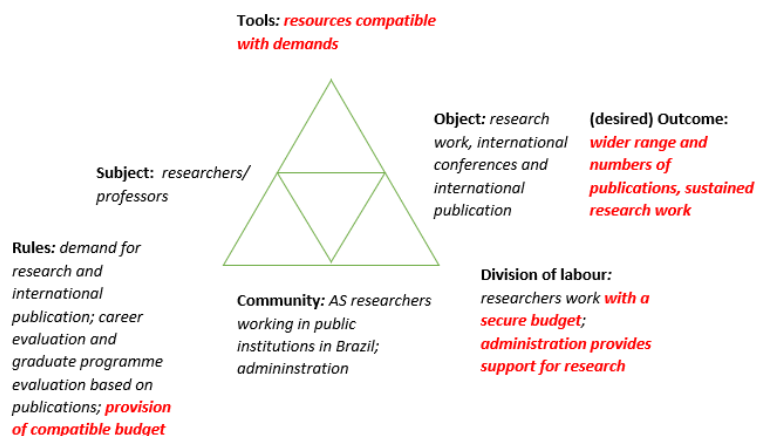 Tools: resources compatible
with demands
Object: research
work, international
conferences and
international
publication
(desired) Outcome:
wider range and
numbers of
publications, sustained
research work
Subject: researchers/
professors
Rules: demand for
research and
international
publication; career
evaluation and
graduate programme
evaluation based on
publications; provision
of compatible budget
Community: AS researchers
working in public
institutions in Brazil;
admininstration
Division of labour:
researchers work with a
secure budget;
administration provides
support for research